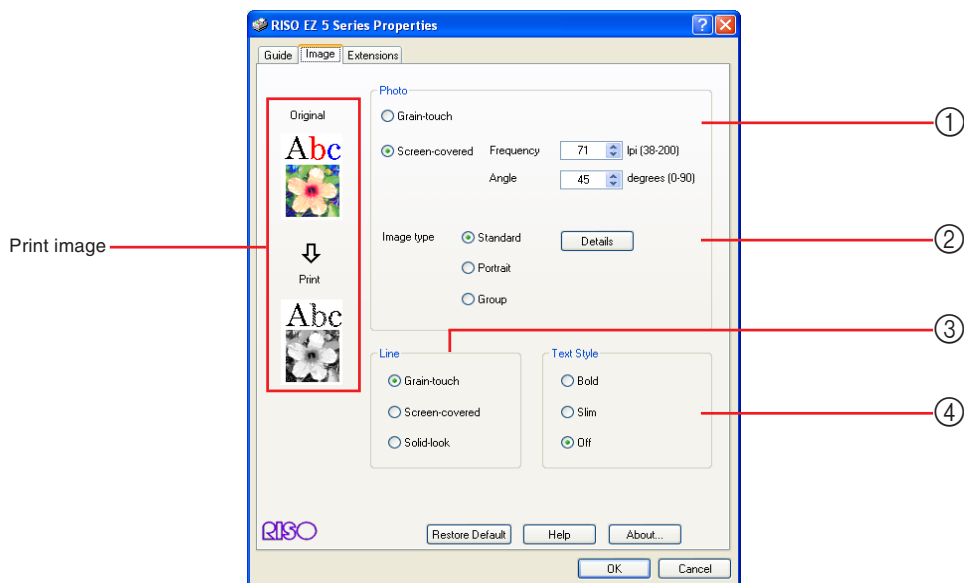 RISO EZ 5 Series Properties
Guide Image Extensions
Original
Abc
Print
Abc
Print image
Photo
Grain-touch
Screen-covered Frequency 71 lpi (38-200)
Angle 45 degrees (0-90)
Image type Standard Details
Portrait
Group
①
②
③
④
Line
Grain-touch
Screen-covered
Solid-look
Text Style
Bold
Slim
Off
RISO
Restore Default Help About...
OK Cancel